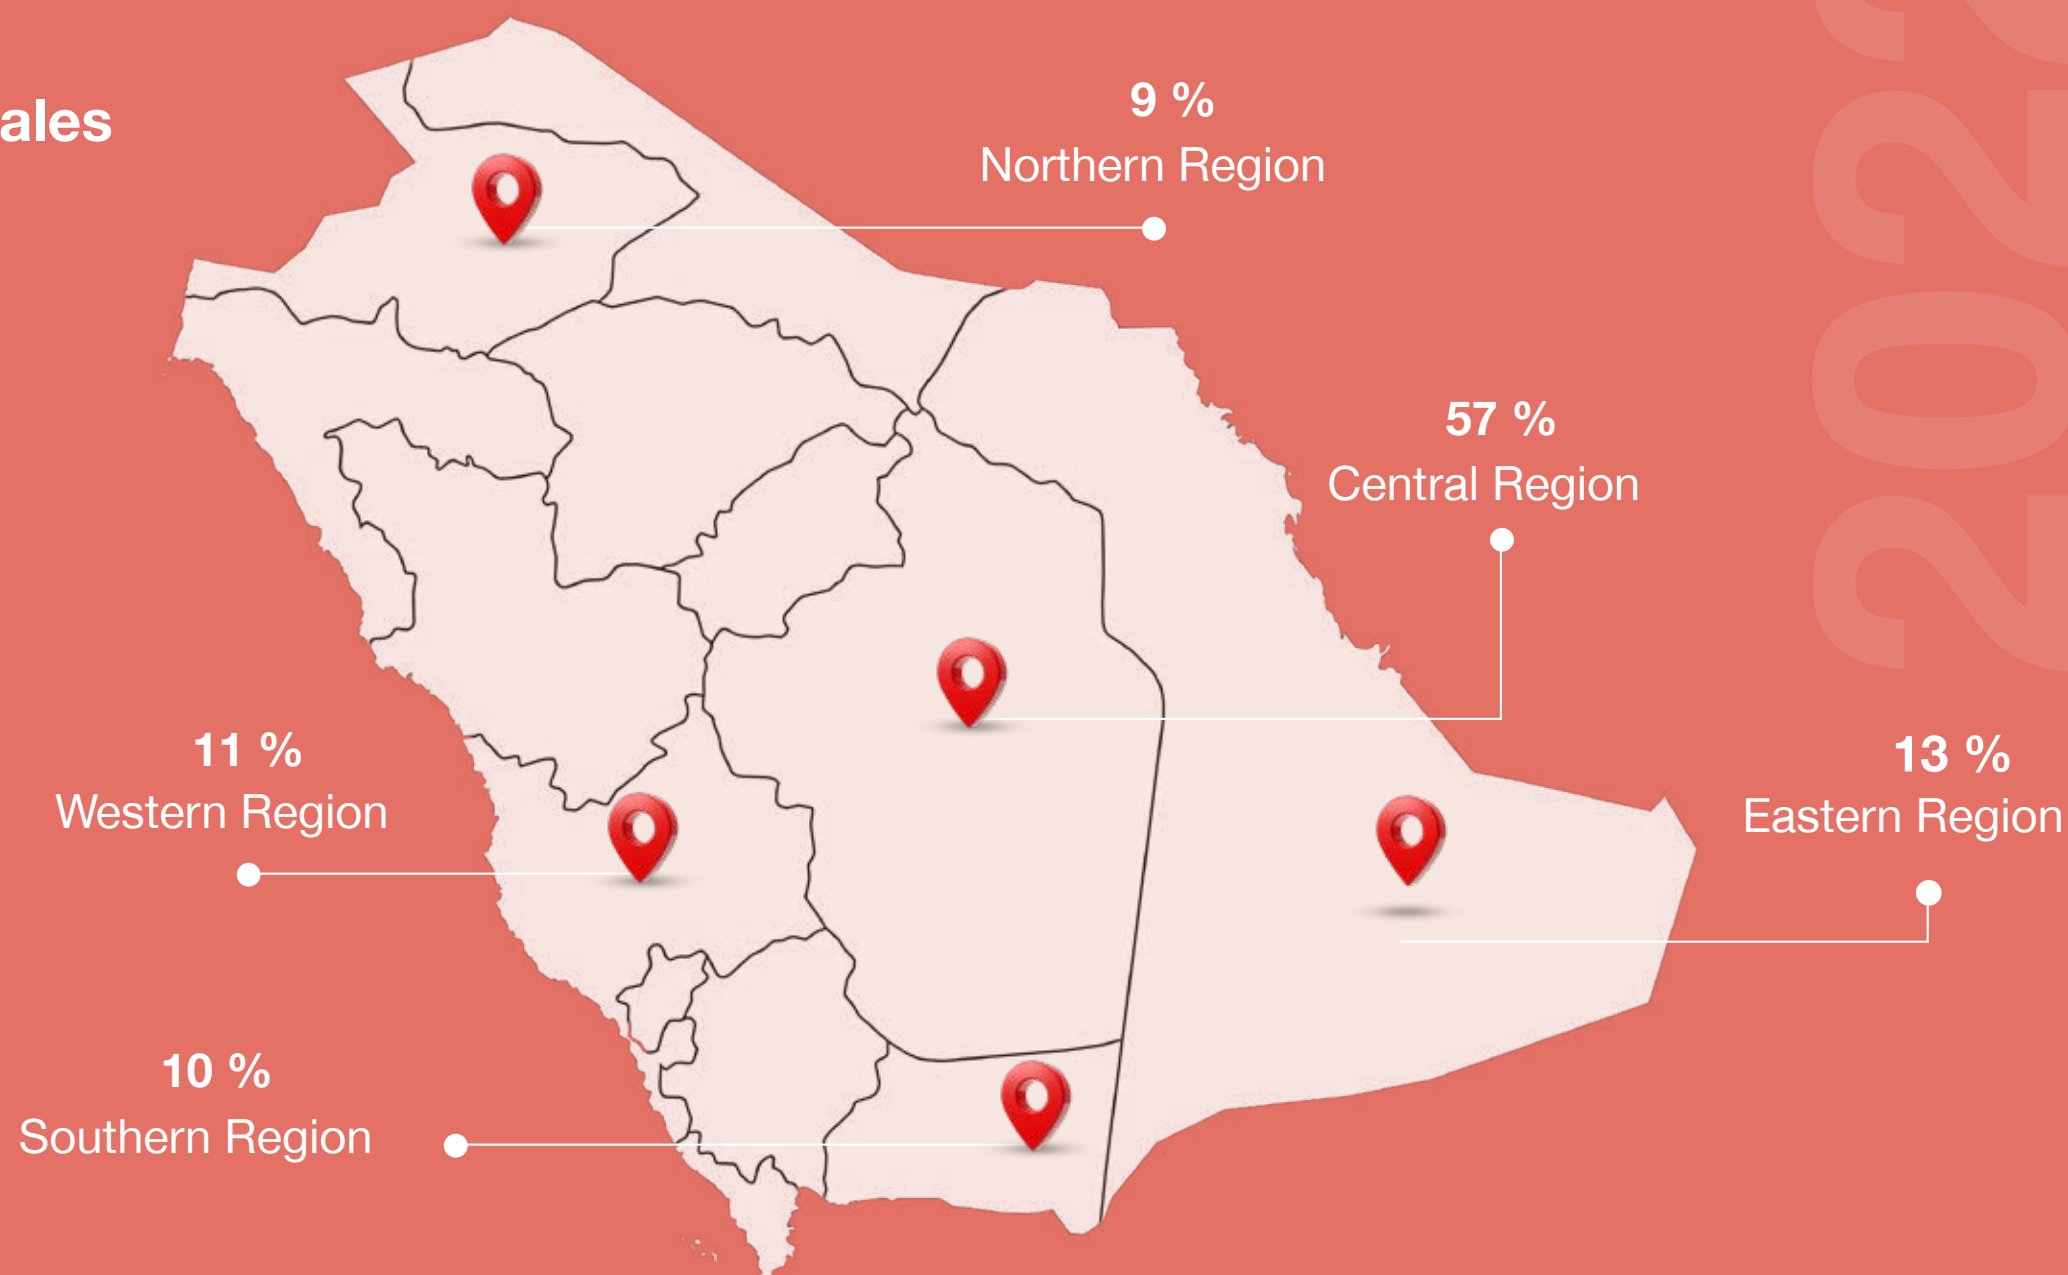 ales
9 %
Northern Region
57 %
Central Region
11 %
Western Region
13 %
Eastern Region
10 %
Southern Region